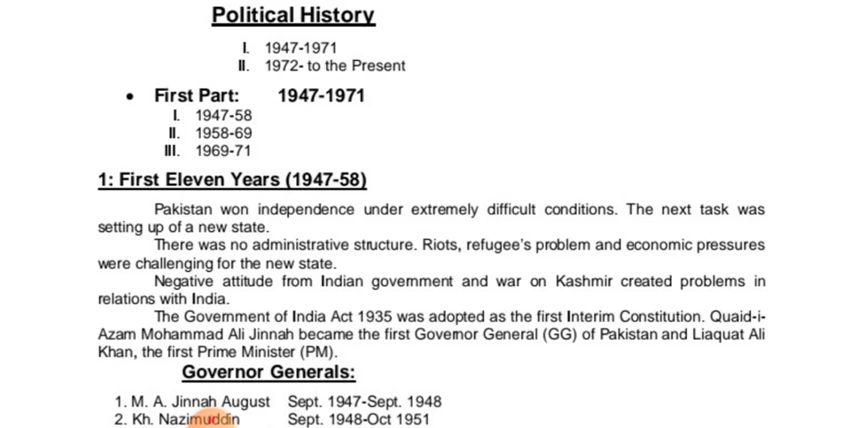 Political History
I. 1947-1971
II. 1972- to the Present
• First Part: 1947-1971
I. 1947-58
II. 1958-69
III. 1969-71
1: First Eleven Years (1947-58)
Pakistan won independence under extremely difficult conditions. The next task was
setting up of a new state.
There was no administrative structure. Riots, refugee's problem and economic pressures
were challenging for the new state.
Negative attitude from Indian government and war on Kashmir created problems in
relations with India.
The Government of India Act 1935 was adopted as the first Interim Constitution. Quaid-i-
Azam Mohammad Ali Jinnah became the first Governor General (GG) of Pakistan and Liaquat Ali
Khan, the first Prime Minister (PM).
Governor Generals:
1. M. A. Jinnah August Sept. 1947-Sept. 1948
2. Kh. Nazimuddin Sept. 1948-Oct 1951